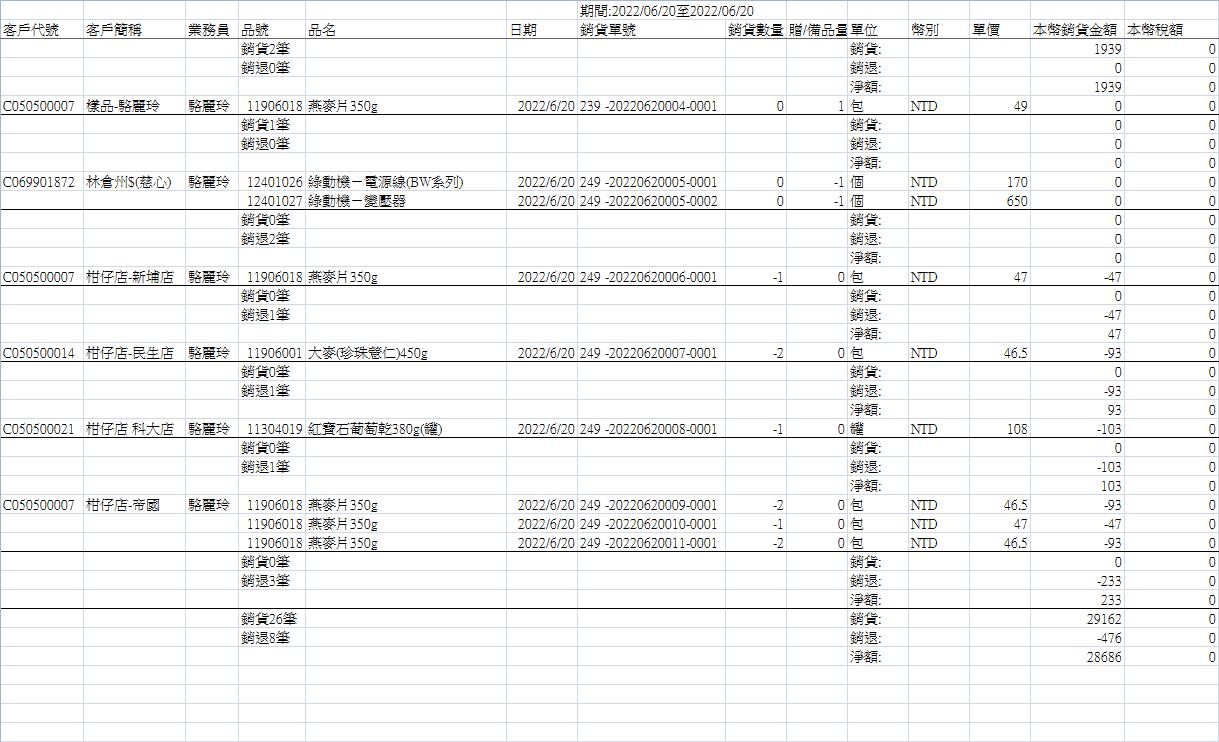 期間:2022/06/20至2022/06/20
客戶代號 客戶簡稱 業務員 品號 品名 日期 銷貨單號 銷貨數量 贈/備品量 單位 幣別 單價 本幣銷貨金額 本幣稅額
銷貨2筆 銷貨: 1939 0
銷退0筆 銷退: 0 0
淨額: 1939 0
C050500007 樣品-駱麗玲 駱麗玲 11906018 燕麥片350g 2022/6/20 239 -20220620004-0001 0 1 包 NTD 49 0 0
銷貨1筆 銷貨: 0 0
銷退0筆 銷退: 0 0
淨額: 0 0
C069901872 林倉州$(慈心) 駱麗玲 12401026 綠動機－電源線(BW系列) 2022/6/20 249 -20220620005-0001 0 -1 個 NTD 170 0 0
12401027 綠動機－變壓器 2022/6/20 249 -20220620005-0002 0 -1 個 NTD 650 0 0
銷貨0筆 銷貨: 0 0
銷退2筆 銷退: 0 0
淨額: 0 0
C050500007 柑仔店-新埔店 駱麗玲 11906018 燕麥片350g 2022/6/20 249 -20220620006-0001 -1 0 包 NTD 47 -47 0
銷貨0筆 銷貨: 0 0
銷退1筆 銷退: -47 0
淨額: 47 0
C050500014 柑仔店-民生店 駱麗玲 11906001 大麥(珍珠薏仁)450g 2022/6/20 249 -20220620007-0001 -2 0 包 NTD 46.5 -93 0
銷貨0筆 銷貨: 0 0
銷退1筆 銷退: -93 0
淨額: 93 0
C050500021 柑仔店 科大店 駱麗玲 11304019 紅寶石葡萄乾380g(罐) 2022/6/20 249 -20220620008-0001 -1 0 罐 NTD 108 -103 0
銷貨0筆 銷貨: 0 0
銷退1筆 銷退: -103 0
淨額: 103 0
C050500007 柑仔店-帝國 駱麗玲 11906018 燕麥片350g 2022/6/20 249 -20220620009-0001 -2 0 包 NTD 46.5 -93 0
11906018 燕麥片350g 2022/6/20 249 -20220620010-0001 -1 0 包 NTD 47 -47 0
11906018 燕麥片350g 2022/6/20 249 -20220620011-0001 -2 0 包 NTD 46.5 -93 0
銷貨0筆 銷貨: 0 0
銷退3筆 銷退: -233 0
淨額: 233 0
銷貨26筆 銷貨: 29162 0
銷退8筆 銷退: -476 0
淨額: 28686 0